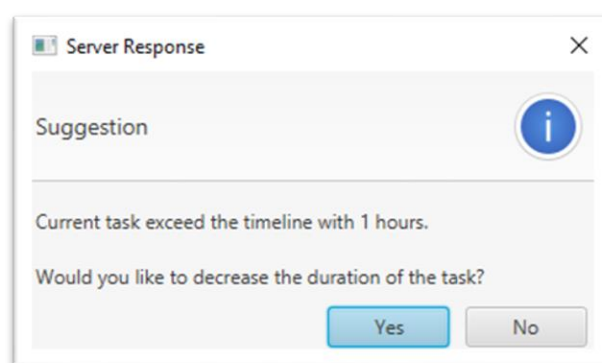 Server Response
Suggestion
Current task exceed the timeline with 1 hours.
Would you like to decrease the duration of the task?
Yes No